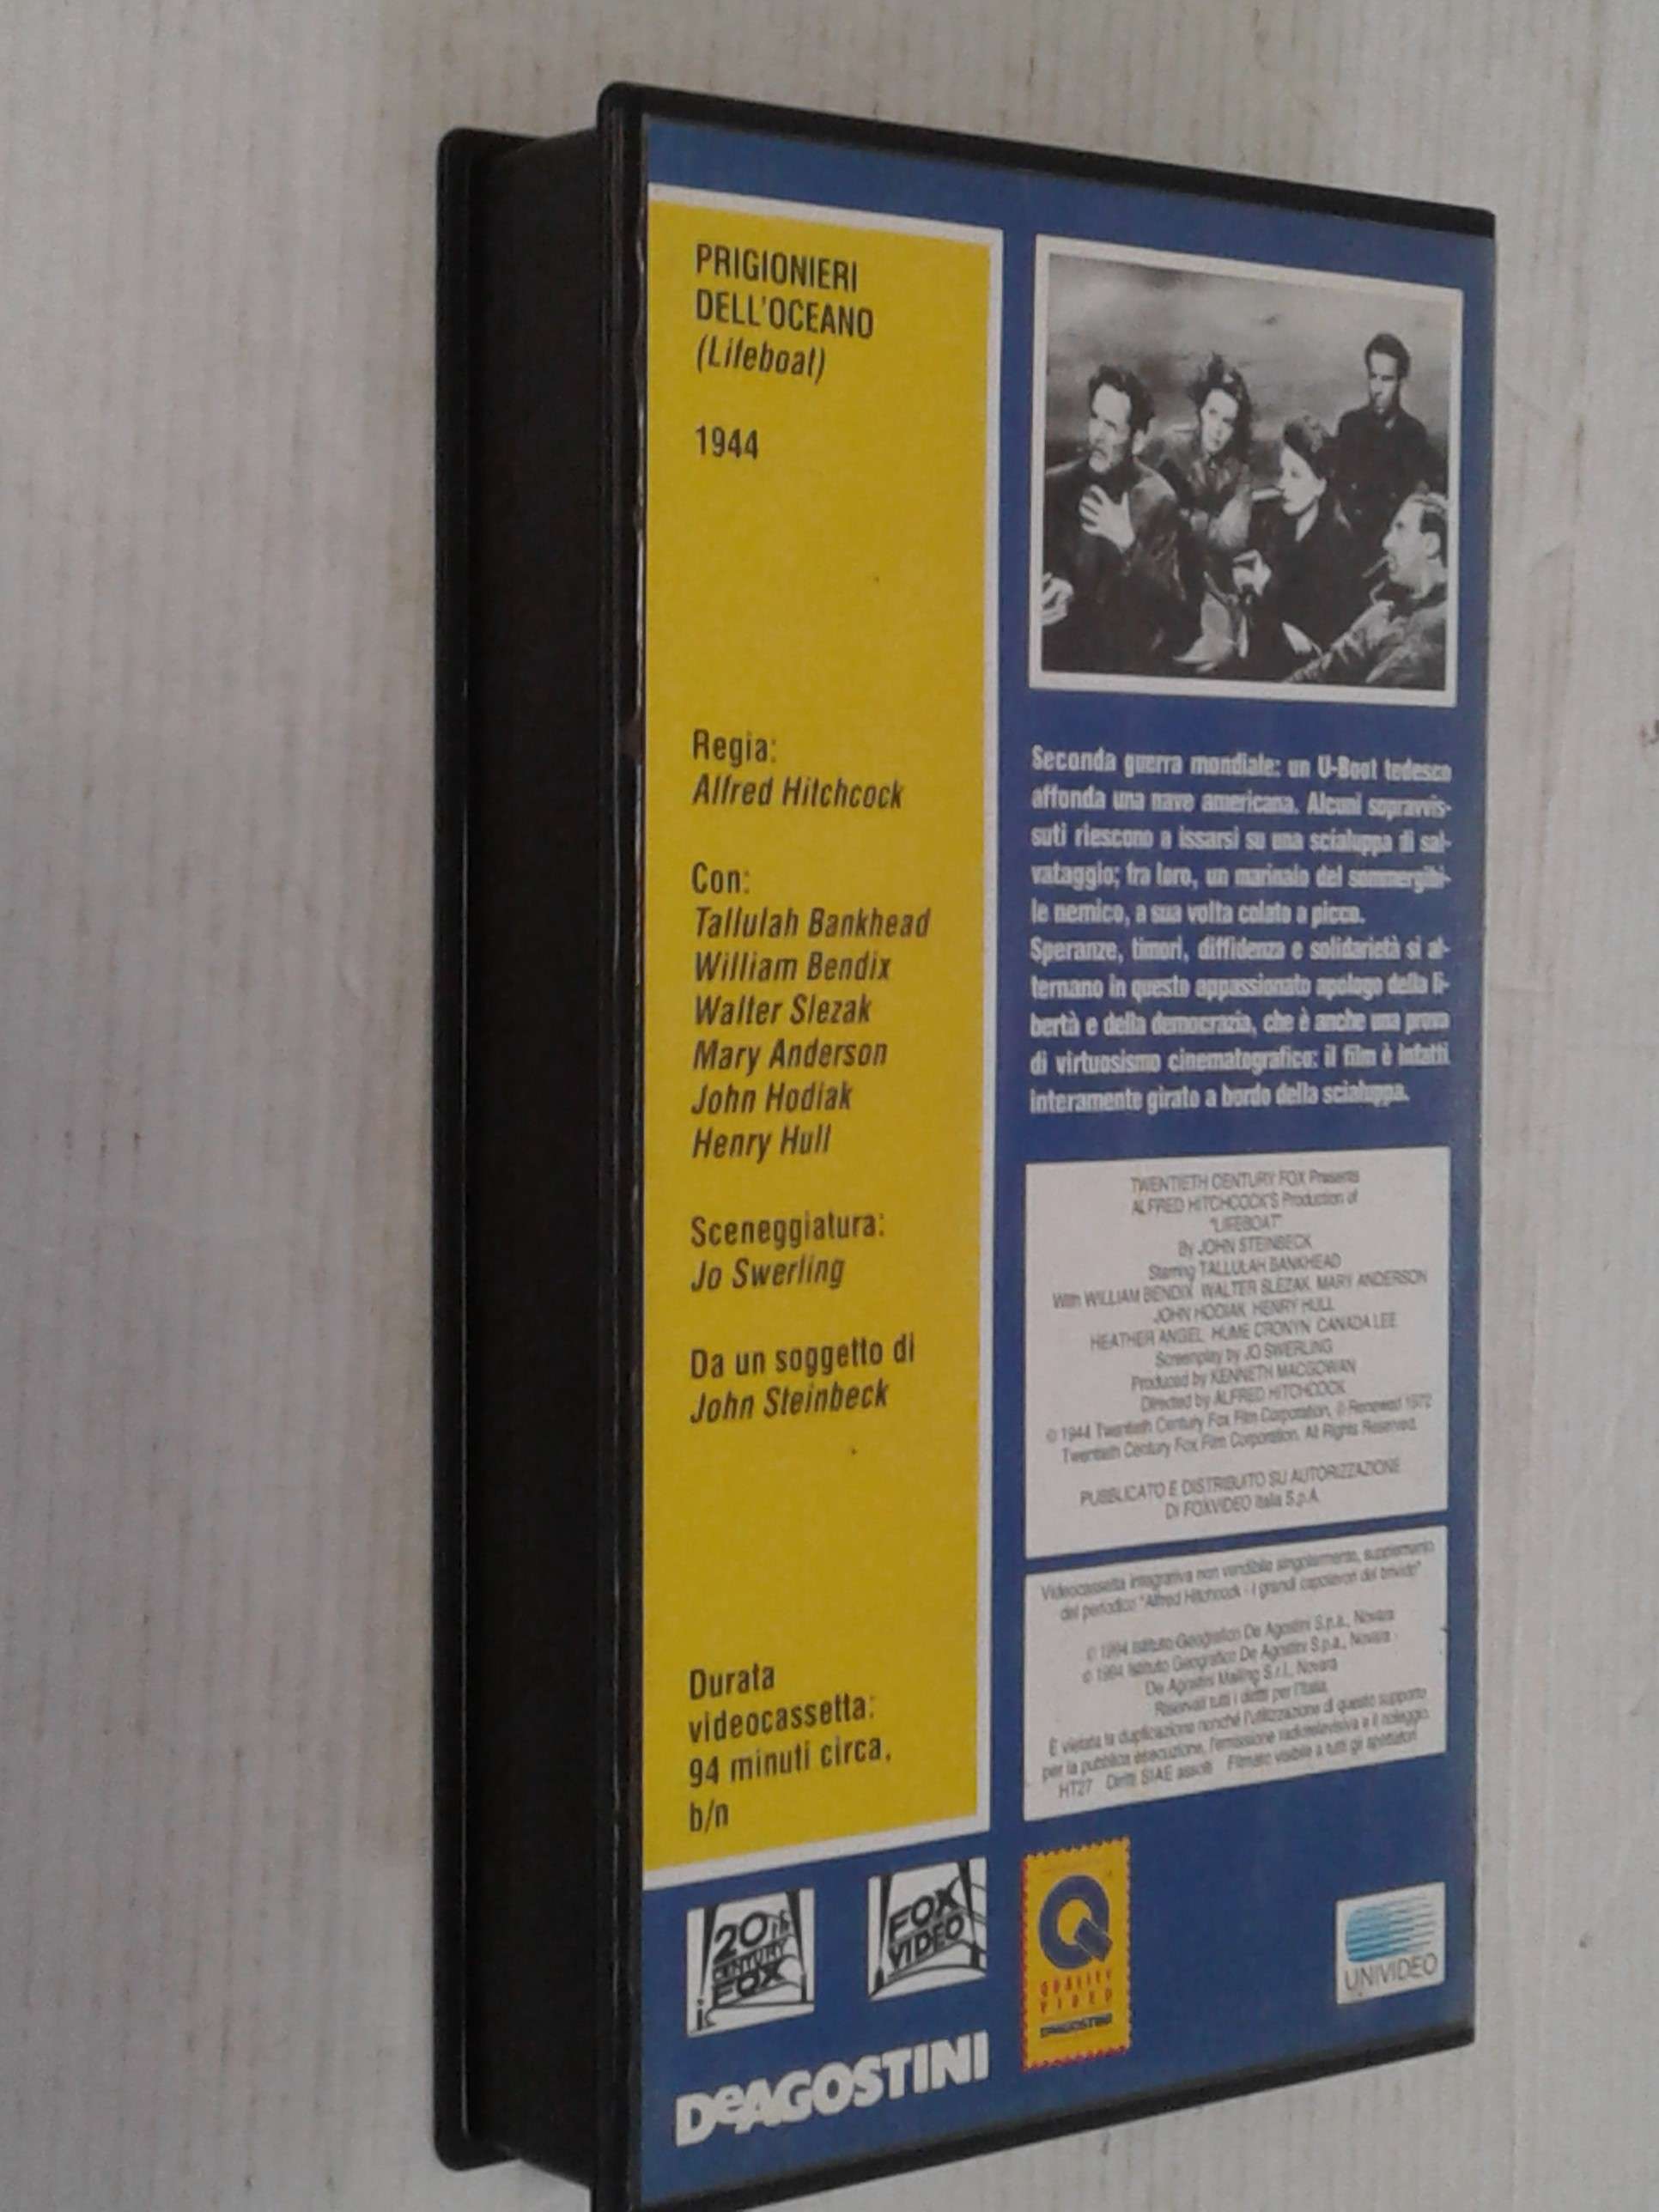 PRIGIONIERI
DELL'OCEANO
(Lifeboat)
1944
Regia:
Alfred Hitchcock
Con:
Tallulah Bankhead
William Bendix
Walter Slezak
Mary Anderson
John Hodiak
Henry Hull
Sceneggiatura:
Jo Swerling
Da un soggetto di
John Steinbeck
Durata
videocassetta:
94 minuti circa,
b/n
20th
CENTURY
FOX
FOX
VIDEO
DeAGOSTINI
Seconda guerra mondiale: un U-Boot tedesco
affonda una nave americana. Alcuni sopravvis-
suti riescono a issarsi su una scialuppa di sal-
vataggio; fra loro, un marinaio del sommergibi-
le nemico, a sua volta colato a picco.
Speranze, timori, diffidenza e solidarietà si al-
ternano in questo appassionato apologo della li-
bertà e della democrazia, che è anche una prova
di virtuosismo cinematografico: il film è infatti
interamente girato a bordo della scialuppa.
TWENTIETH CENTURY FOX Presents
ALFRED HITCHCOCK'S Production of
"LIFEBOAT"
By JOHN STEINBECK
Starring TALLULAH BANKHEAD
With WILLIAM BENDIX WALTER SLEZAK MARY ANDERSON
JOHN HODIAK HENRY HULL
HEATHER ANGEL HUME CRONYN CANADA LEE
Screenplay by JO SWERLING
Produced by KENNETH MACGOWAN
Directed by ALFRED HITCHCOCK
© 1944 Twentieth Century Fox Film Corporation, © Renewed 1972
Twentieth Century Fox Film Corporation. All Rights Reserved.
PUBBLICATO E DISTRIBUITO SU AUTORIZZAZIONE
DI FOXVIDEO Italia S.p.A.
Videocassetta integrativa non vendibile singolarmente, supplemento
del periodico "Alfred Hitchcock - I grandi capolavori del brivido"
© 1994 Istituto Geografico De Agostini S.p.a., Novara
© 1994 Istituto Geografico De Agostini S.p.a., Novara -
De Agostini Mailing S.r.l., Novara
Riservati tutti i diritti per l'Italia.
È vietata la duplicazione nonché l'utilizzazione di questo supporto
per la pubblica esecuzione, l'emissione radiotelevisiva e il noleggio.
HT27 Diritti SIAE assolti Filmato visibile a tutti gli spettatori
Q
QUALITY
VIDEO
DeAGOSTINI
UNIVIDEO